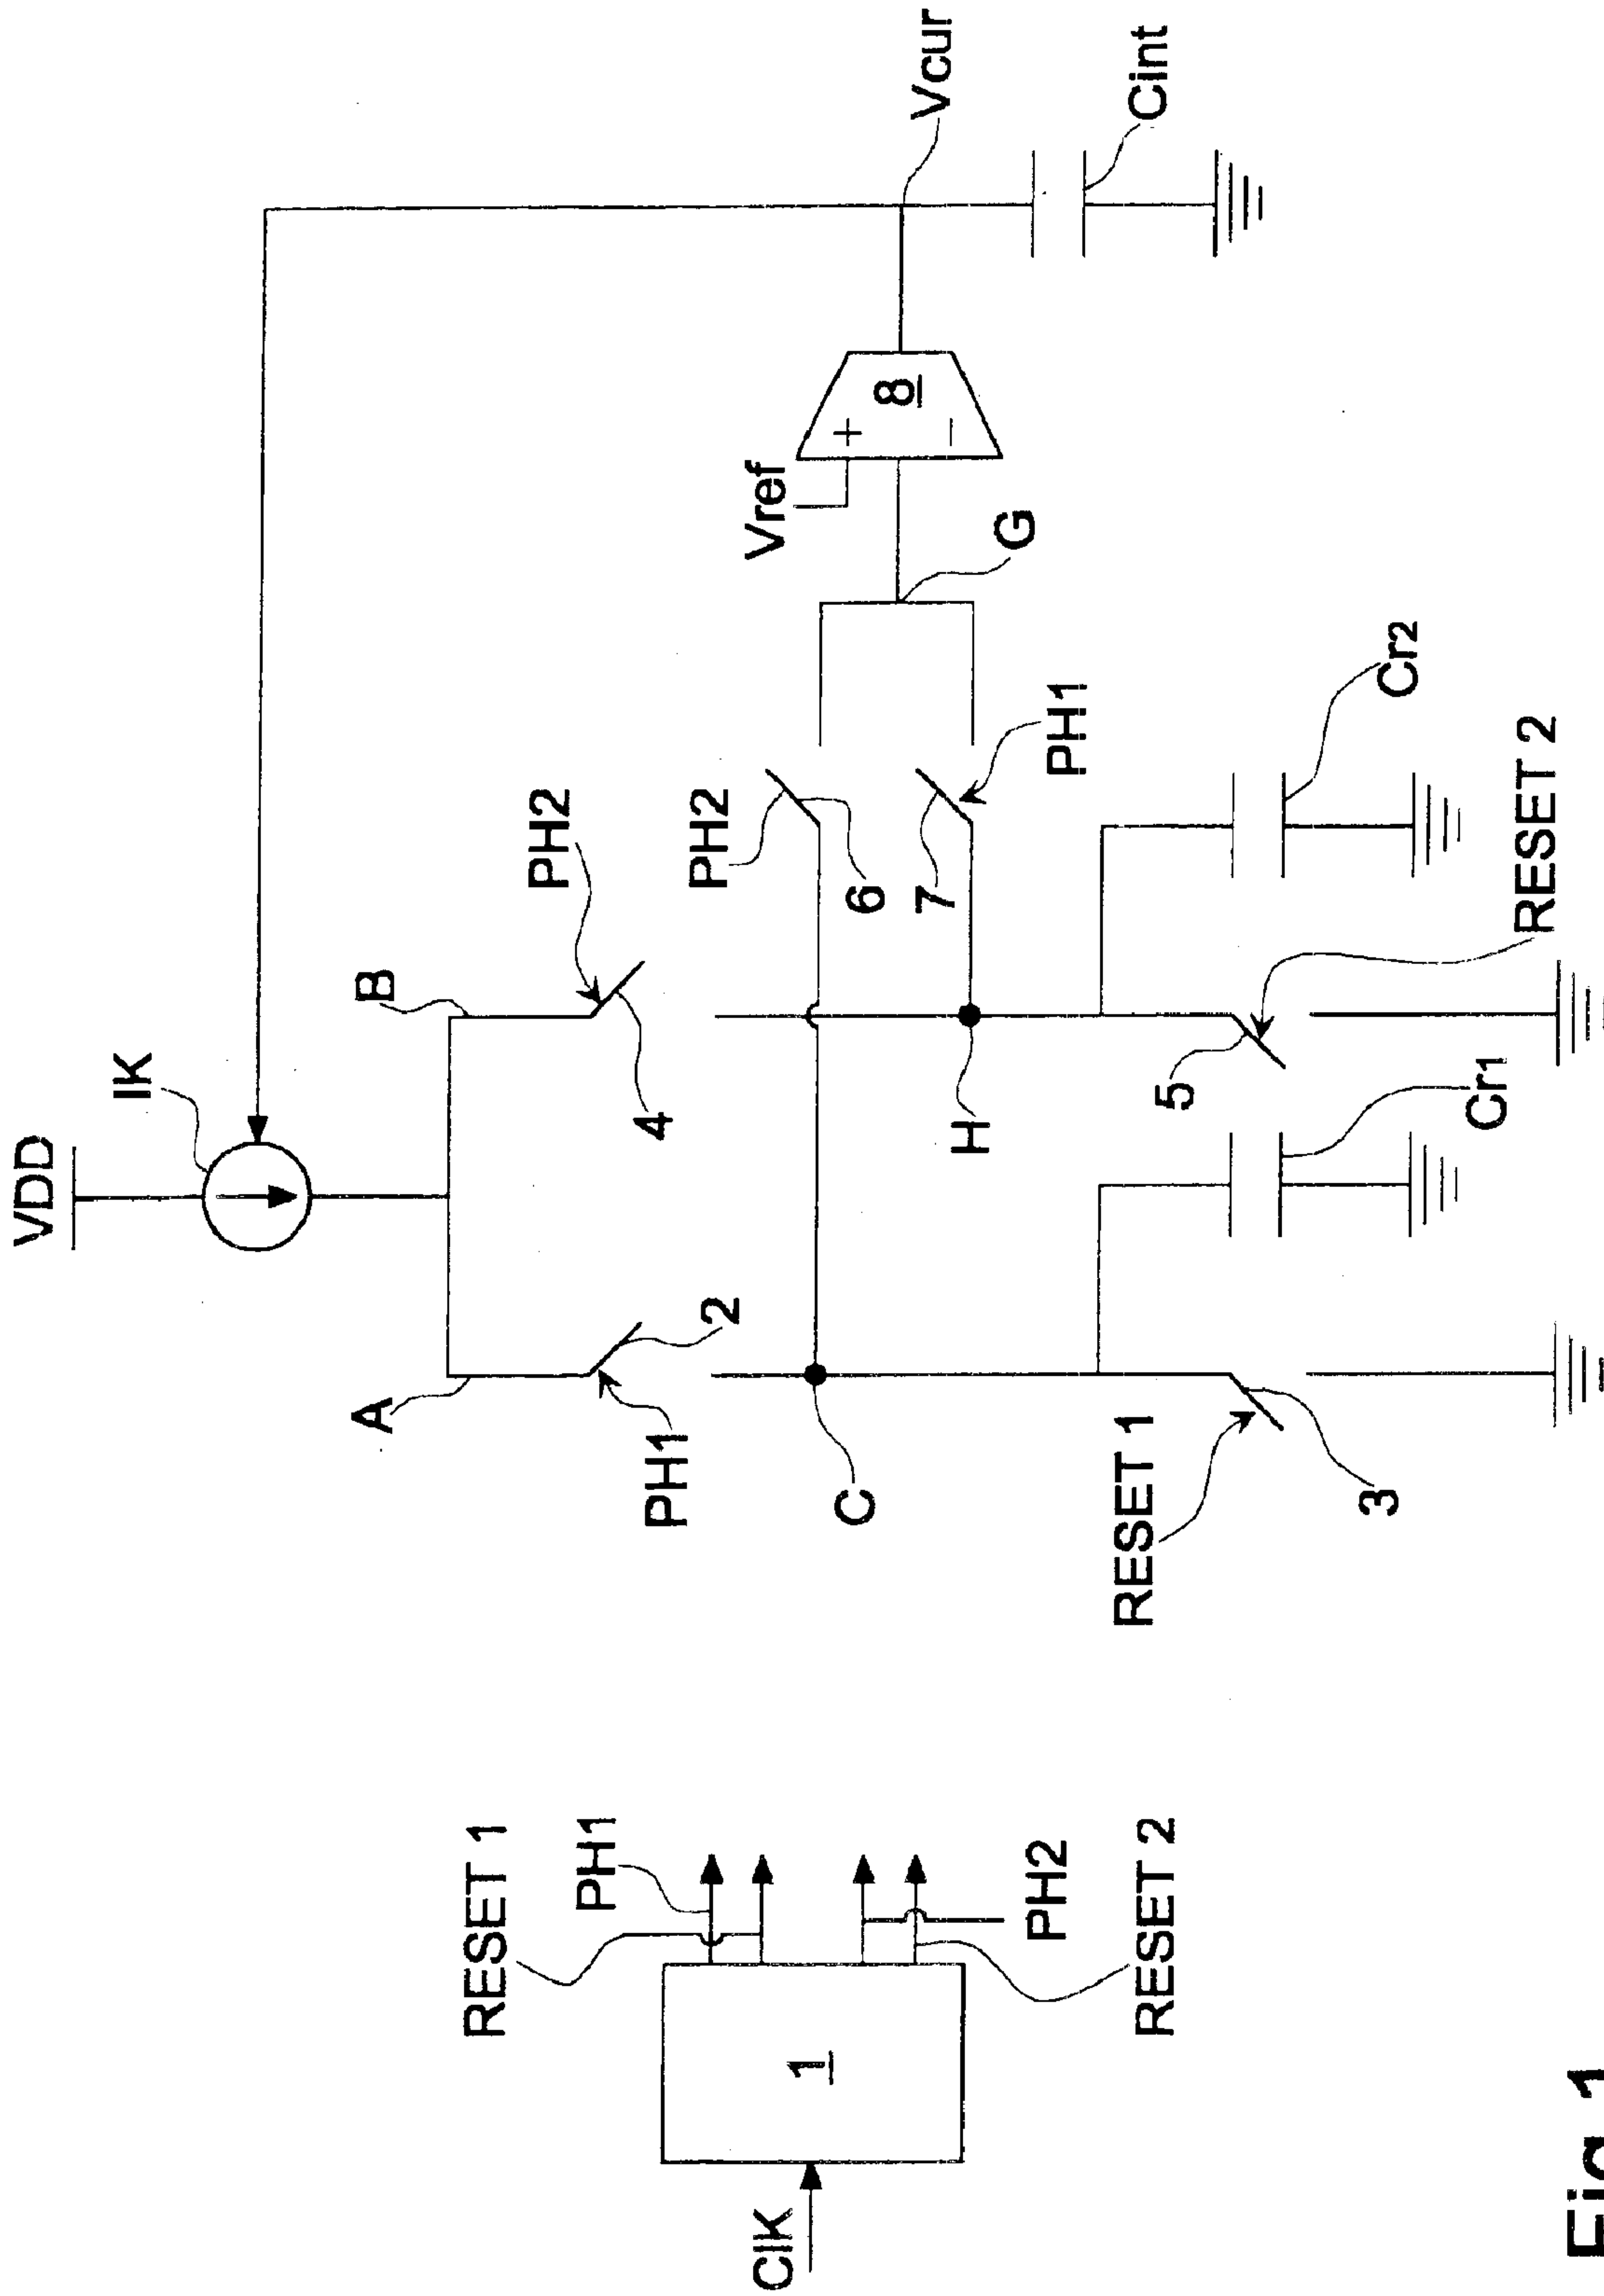 VDD
IK
A
B
PH1
2
PH2
4
PH2
6
7
PH1
C
H
G
Vref
+
−
8
Vcur
Cint
RESET 1
3
Cr1
5
RESET 2
Cr2
ClK
1
RESET 1
PH1
PH2
RESET 2
Fig.1